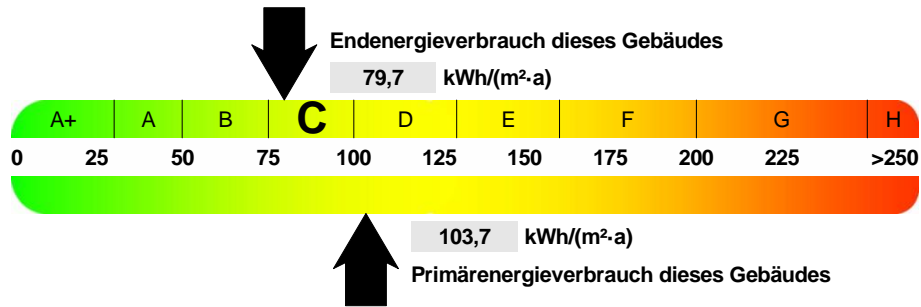 Endenergieverbrauch dieses Gebäudes
79,7 kWh/(m²·a)
A+ A B C D E F G H
0 25 50 75 100 125 150 175 200 225 >250
103,7 kWh/(m²·a)
Primärenergieverbrauch dieses Gebäudes